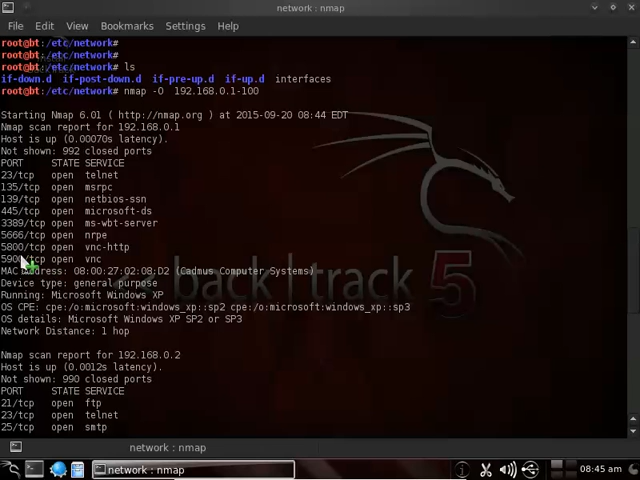 network : nmap
File Edit View Bookmarks Settings Help
root@bt:/etc/network#
root@bt:/etc/network#
root@bt:/etc/network# ls
if-down.d if-post-down.d if-pre-up.d if-up.d interfaces
root@bt:/etc/network# nmap -O 192.168.0.1-100
Starting Nmap 6.01 ( http://nmap.org ) at 2015-09-20 08:44 EDT
Nmap scan report for 192.168.0.1
Host is up (0.00070s latency).
Not shown: 992 closed ports
PORT STATE SERVICE
23/tcp open telnet
135/tcp open msrpc
139/tcp open netbios-ssn
445/tcp open microsoft-ds
3389/tcp open ms-wbt-server
5666/tcp open nrpe
5800/tcp open vnc-http
5900/tcp open vnc
MAC Address: 08:00:27:02:08:D2 (Cadmus Computer Systems)
Device type: general purpose
Running: Microsoft Windows XP
OS CPE: cpe:/o:microsoft:windows_xp::sp2 cpe:/o:microsoft:windows_xp::sp3
OS details: Microsoft Windows XP SP2 or SP3
Network Distance: 1 hop
<< back | track 5
Nmap scan report for 192.168.0.2
Host is up (0.0012s latency).
Not shown: 990 closed ports
PORT STATE SERVICE
21/tcp open ftp
23/tcp open telnet
25/tcp open smtp
network : nmap
network : nmap
08:45 am